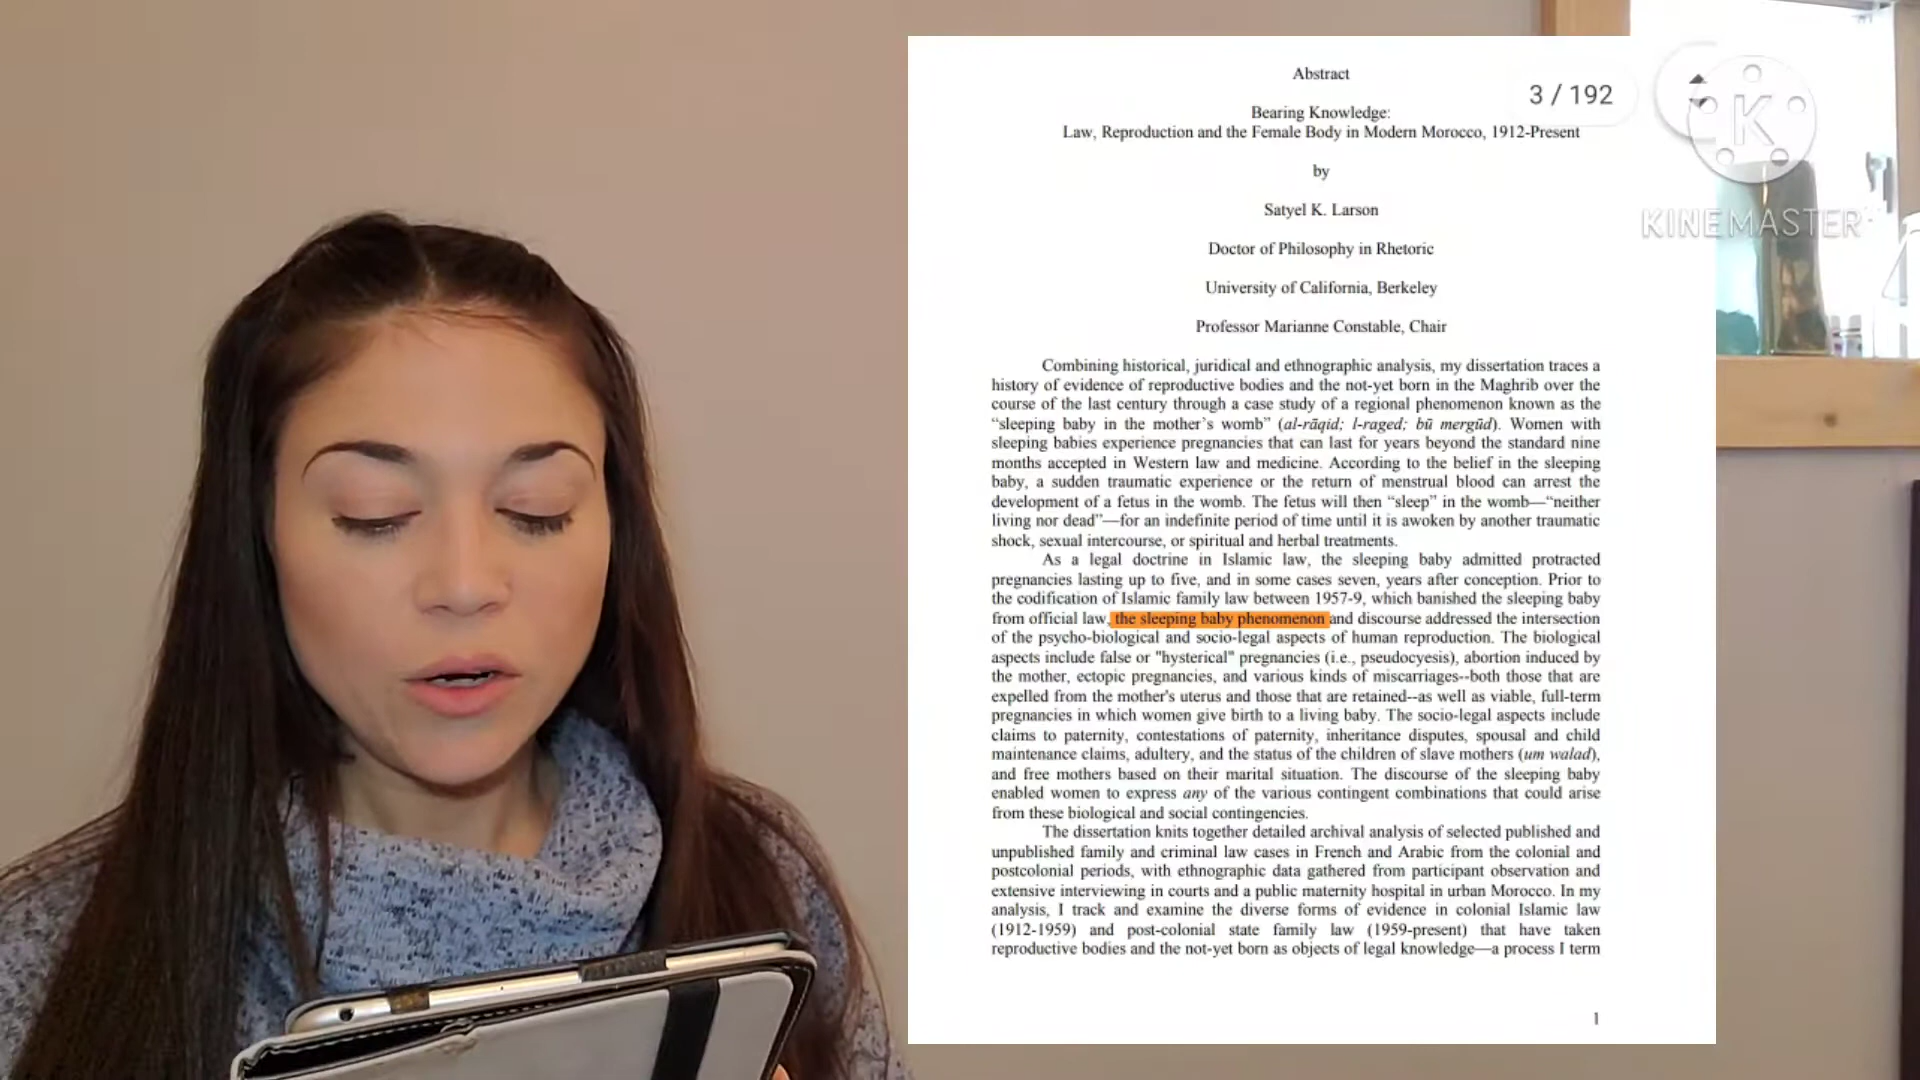 Abstract
3 / 192
Bearing Knowledge:
Law, Reproduction and the Female Body in Modern Morocco, 1912-Present
by
Satyel K. Larson
Doctor of Philosophy in Rhetoric
University of California, Berkeley
Professor Marianne Constable, Chair
Combining historical, juridical and ethnographic analysis, my dissertation traces a
history of evidence of reproductive bodies and the not-yet born in the Maghrib over the
course of the last century through a case study of a regional phenomenon known as the
“sleeping baby in the mother’s womb” (al-rāqid; l-raged; bū mergūd). Women with
sleeping babies experience pregnancies that can last for years beyond the standard nine
months accepted in Western law and medicine. According to the belief in the sleeping
baby, a sudden traumatic experience or the return of menstrual blood can arrest the
development of a fetus in the womb. The fetus will then “sleep” in the womb—“neither
living nor dead”—for an indefinite period of time until it is awoken by another traumatic
shock, sexual intercourse, or spiritual and herbal treatments.
As a legal doctrine in Islamic law, the sleeping baby admitted protracted
pregnancies lasting up to five, and in some cases seven, years after conception. Prior to
the codification of Islamic family law between 1957-9, which banished the sleeping baby
from official law, the sleeping baby phenomenon and discourse addressed the intersection
of the psycho-biological and socio-legal aspects of human reproduction. The biological
aspects include false or "hysterical" pregnancies (i.e., pseudocyesis), abortion induced by
the mother, ectopic pregnancies, and various kinds of miscarriages--both those that are
expelled from the mother's uterus and those that are retained--as well as viable, full-term
pregnancies in which women give birth to a living baby. The socio-legal aspects include
claims to paternity, contestations of paternity, inheritance disputes, spousal and child
maintenance claims, adultery, and the status of the children of slave mothers (um walad),
and free mothers based on their marital situation. The discourse of the sleeping baby
enabled women to express any of the various contingent combinations that could arise
from these biological and social contingencies.
The dissertation knits together detailed archival analysis of selected published and
unpublished family and criminal law cases in French and Arabic from the colonial and
postcolonial periods, with ethnographic data gathered from participant observation and
extensive interviewing in courts and a public maternity hospital in urban Morocco. In my
analysis, I track and examine the diverse forms of evidence in colonial Islamic law
(1912-1959) and post-colonial state family law (1959-present) that have taken
reproductive bodies and the not-yet born as objects of legal knowledge—a process I term
1
K
KINEMASTER